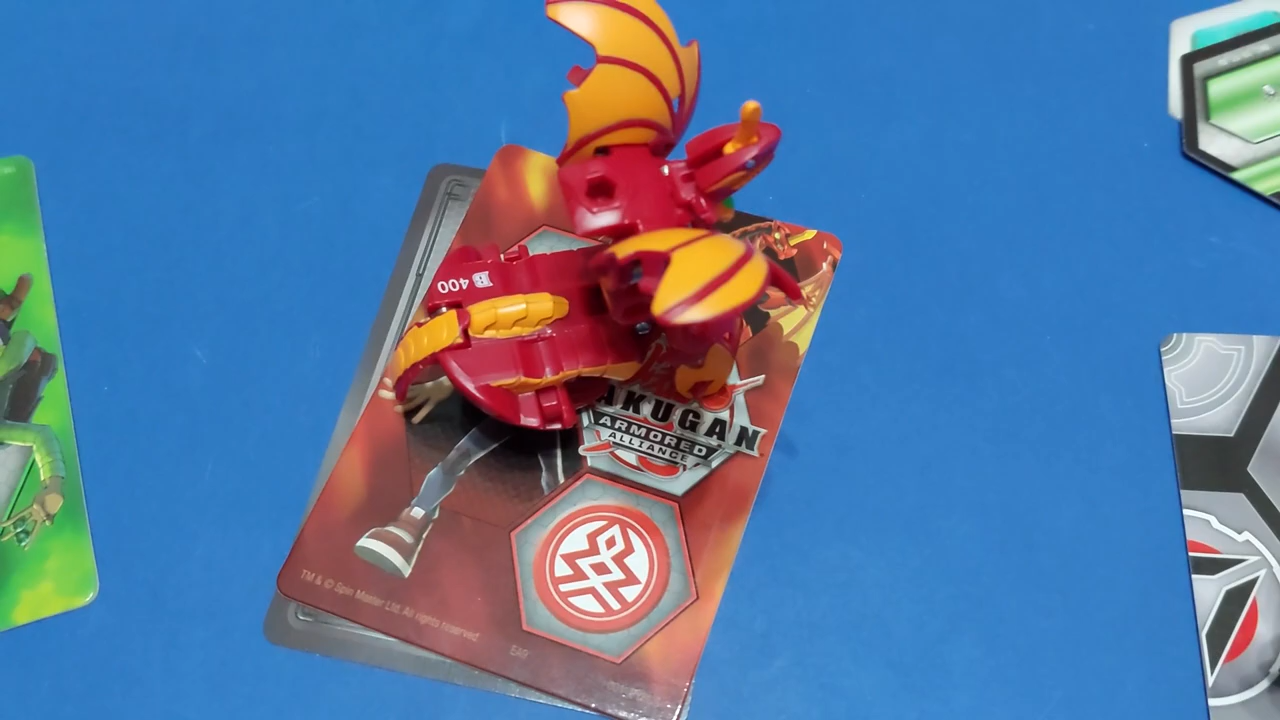 B 400
AKUGAN
ARMORED
ALLIANCE
TM & © Spin Master Ltd. All rights reserved